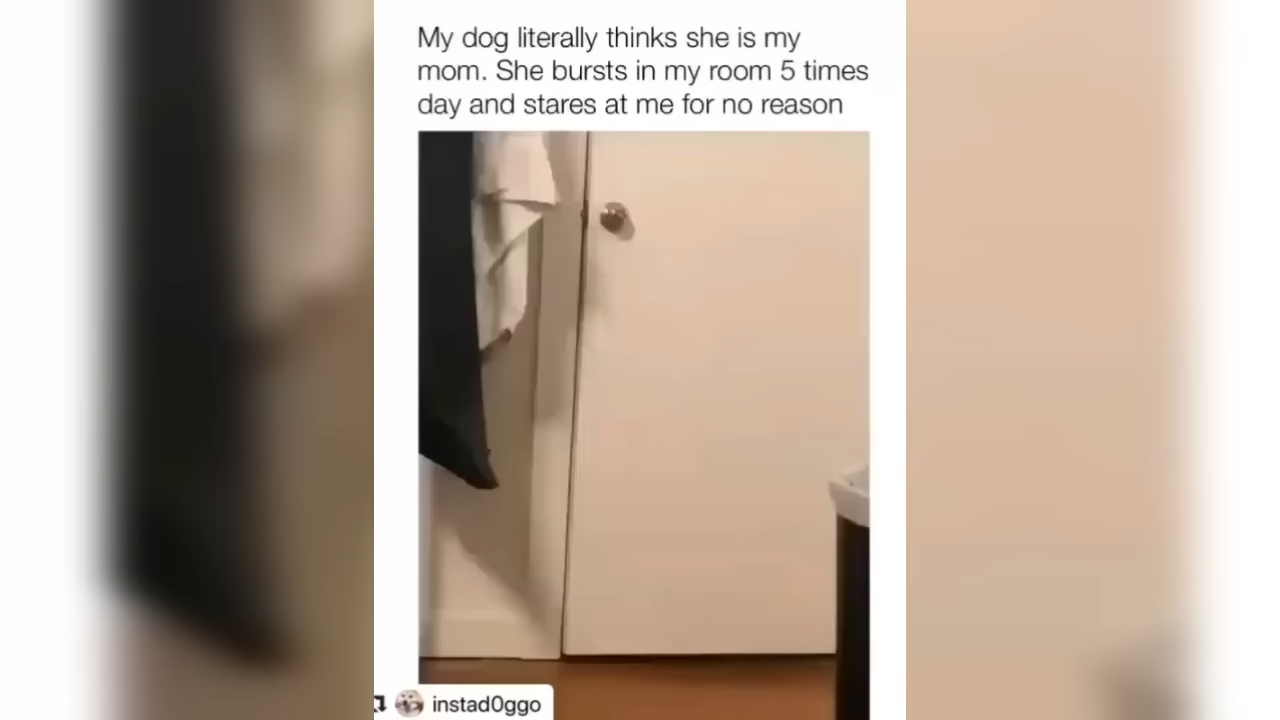 My dog literally thinks she is my
mom. She bursts in my room 5 times
day and stares at me for no reason
instad0ggo